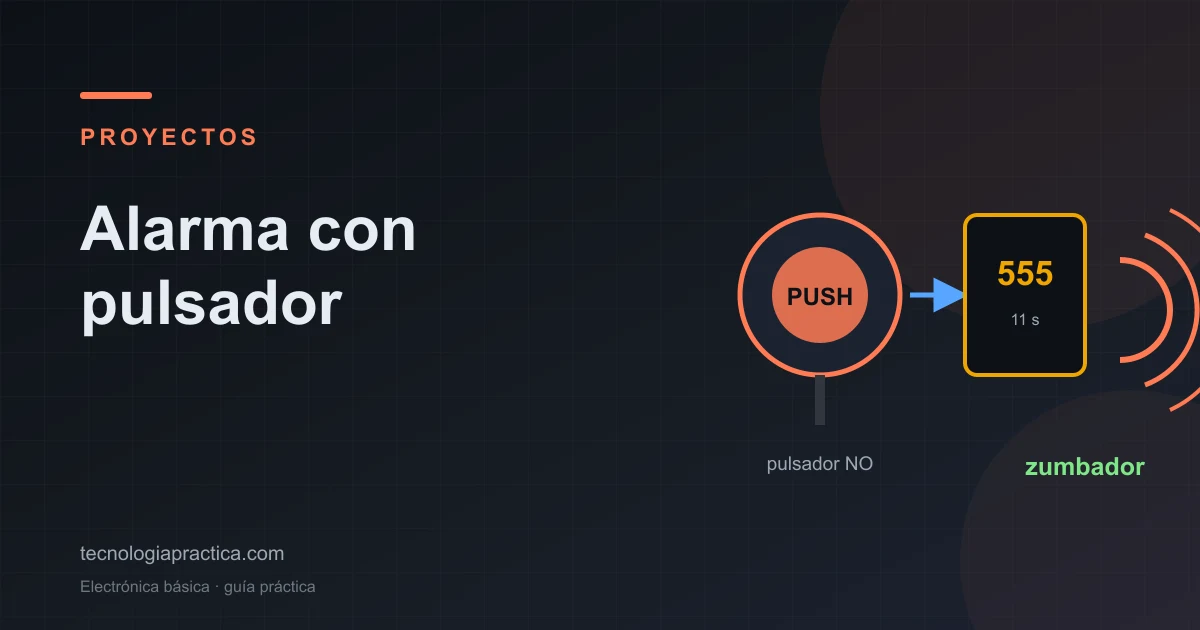 PROYECTOS
Alarma con
pulsador
PUSH
555
11 s
pulsador NO
zumbador
tecnologiapractica.com
Electrónica básica · guía práctica